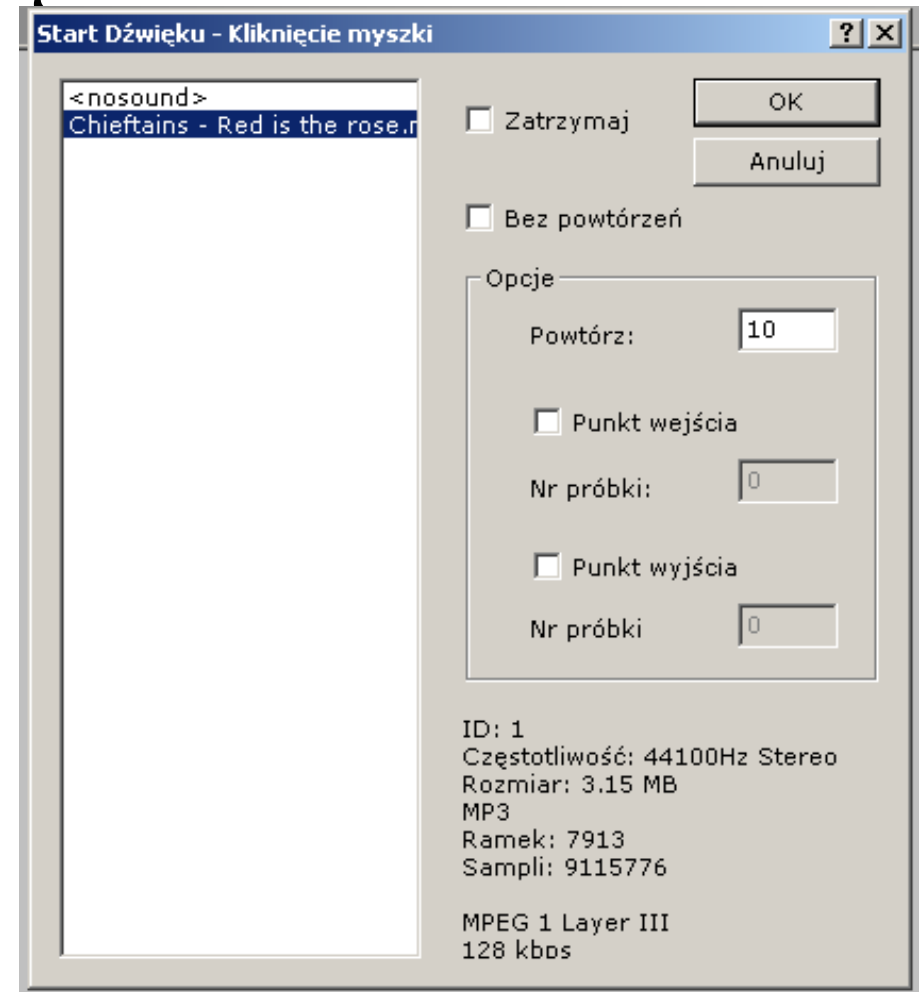 Start Dźwięku - Kliknięcie myszki
<nosound>
Chieftains - Red is the rose.r
Zatrzymaj
OK
Anuluj
Bez powtórzeń
Opcje
Powtórz: 10
Punkt wejścia
Nr próbki: 0
Punkt wyjścia
Nr próbki 0
ID: 1
Częstotliwość: 44100Hz Stereo
Rozmiar: 3.15 MB
MP3
Ramek: 7913
Sampli: 9115776
MPEG 1 Layer III
128 kbps